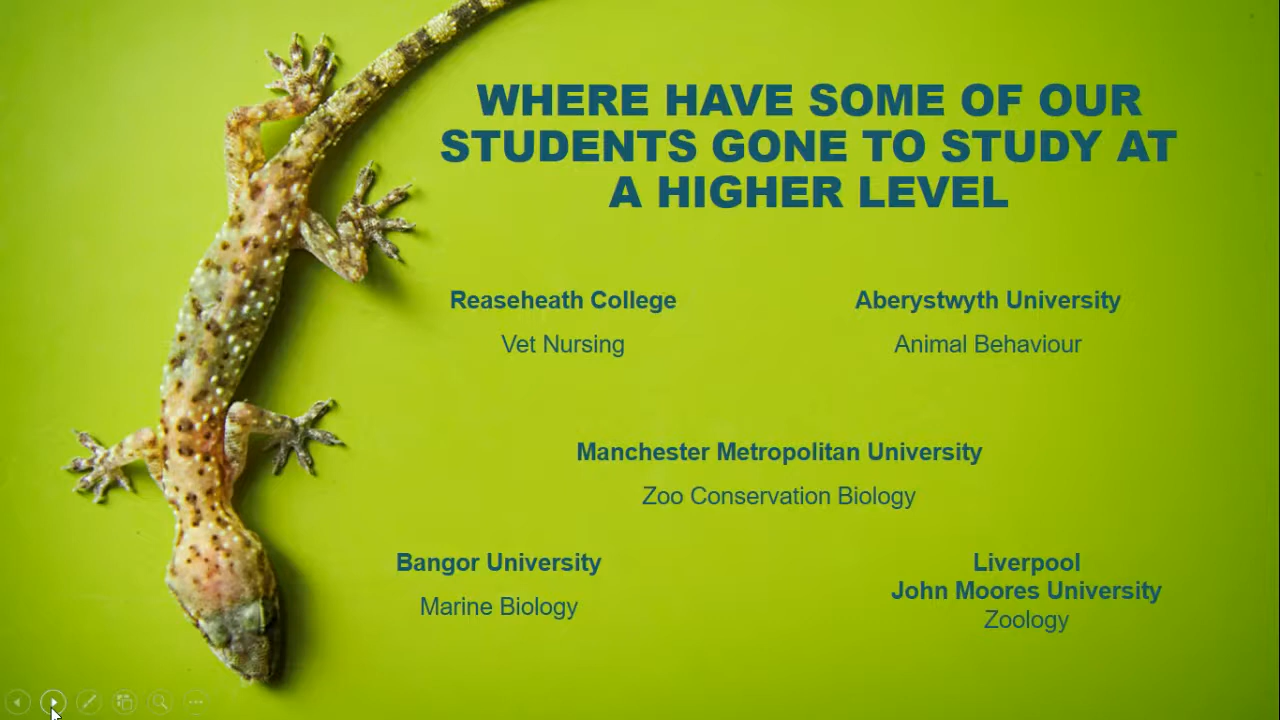 WHERE HAVE SOME OF OUR
STUDENTS GONE TO STUDY AT
A HIGHER LEVEL
Reaseheath College
Vet Nursing
Aberystwyth University
Animal Behaviour
Manchester Metropolitan University
Zoo Conservation Biology
Bangor University
Marine Biology
Liverpool
John Moores University
Zoology